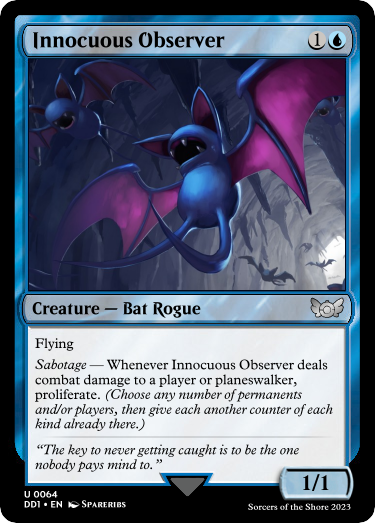 Innocuous Observer 1
Creature — Bat Rogue
Flying
Sabotage — Whenever Innocuous Observer deals
combat damage to a player or planeswalker,
proliferate. (Choose any number of permanents
and/or players, then give each another counter of each
kind already there.)
“The key to never getting caught is to be the one
nobody pays mind to.”
1/1
U 0064
DD1 • EN SPARERIBS
Sorcers of the Shore 2023